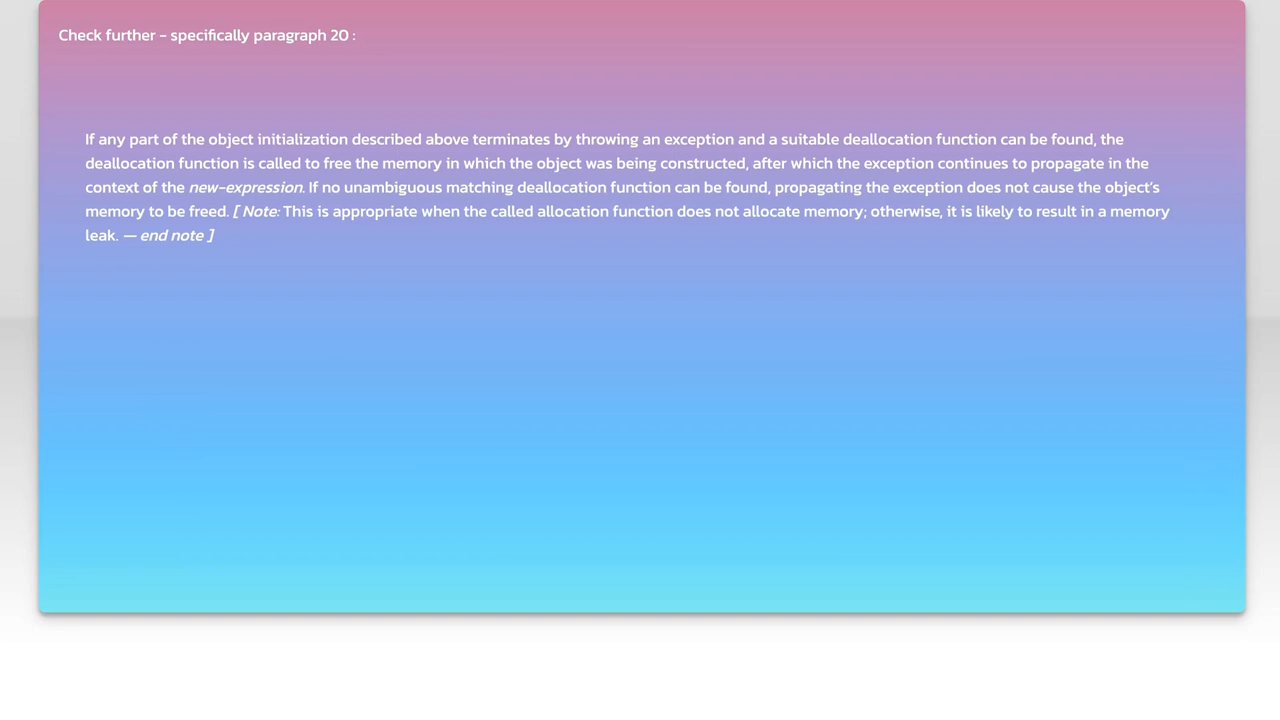 Check further - specifically paragraph 20 :
If any part of the object initialization described above terminates by throwing an exception and a suitable deallocation function can be found, the
deallocation function is called to free the memory in which the object was being constructed, after which the exception continues to propagate in the
context of the new-expression. If no unambiguous matching deallocation function can be found, propagating the exception does not cause the object's
memory to be freed. [ Note: This is appropriate when the called allocation function does not allocate memory; otherwise, it is likely to result in a memory
leak. — end note ]